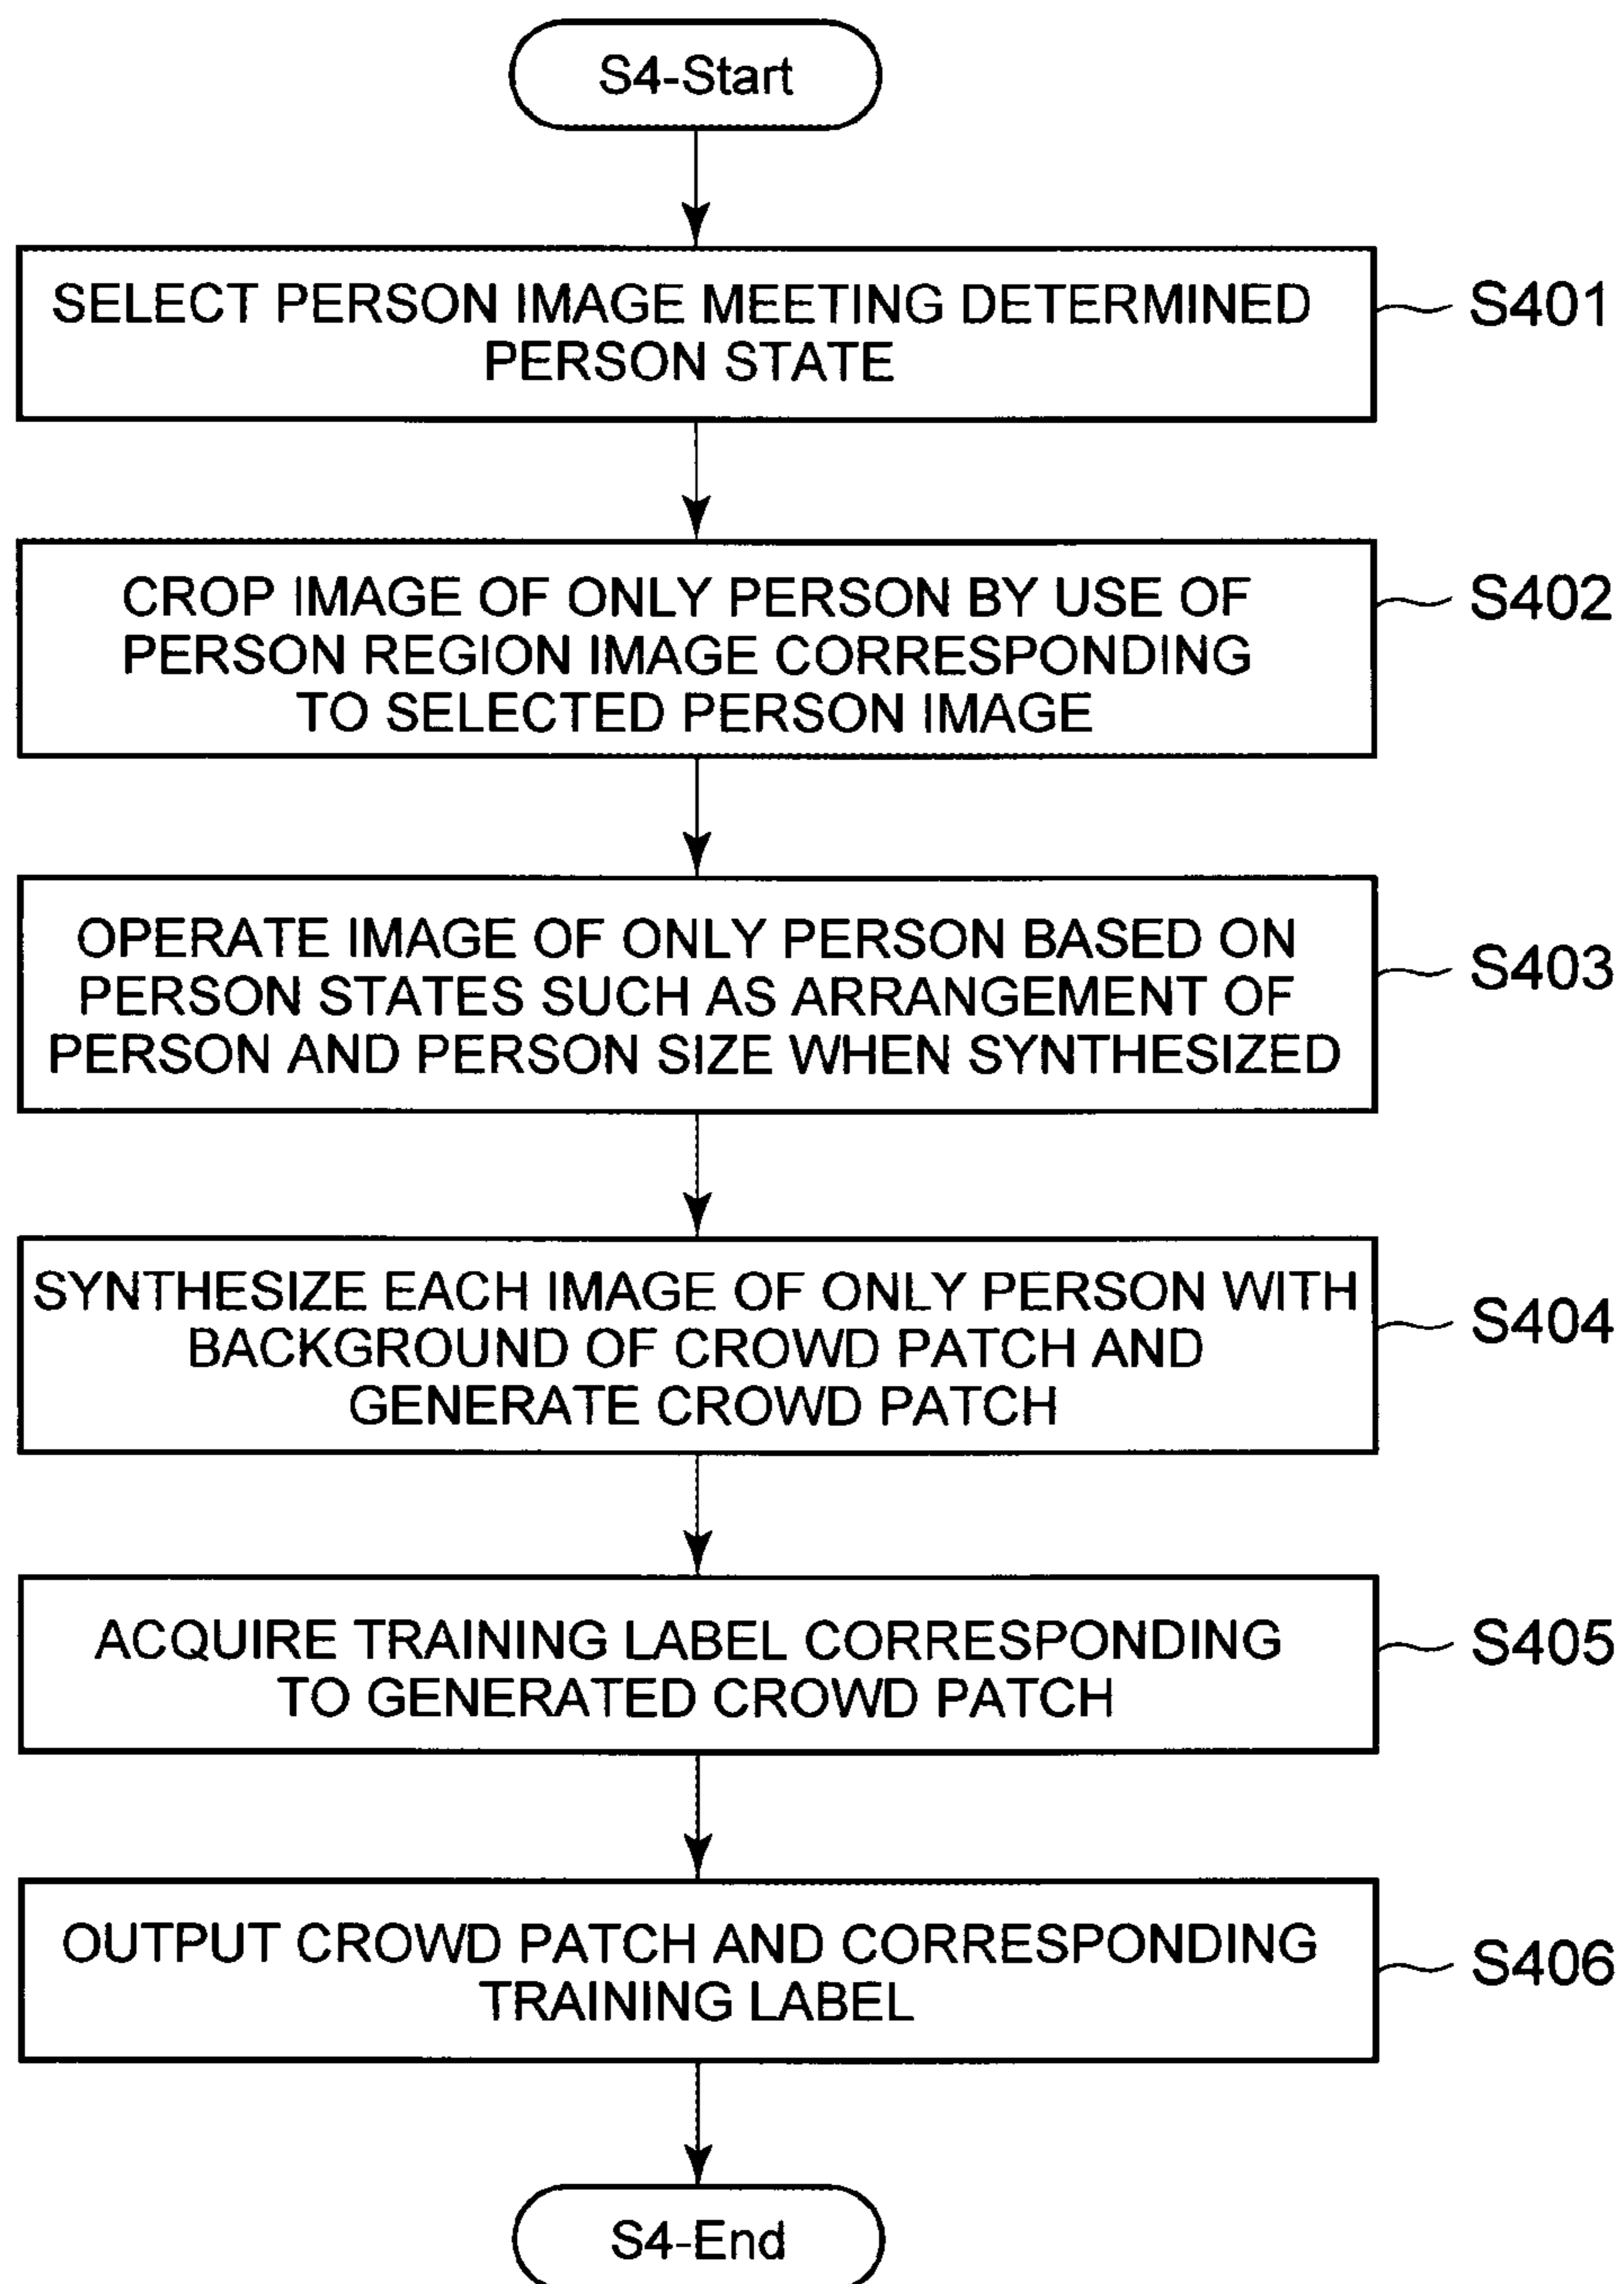 S4-Start
SELECT PERSON IMAGE MEETING DETERMINED
PERSON STATE
S401
CROP IMAGE OF ONLY PERSON BY USE OF
PERSON REGION IMAGE CORRESPONDING
TO SELECTED PERSON IMAGE
S402
OPERATE IMAGE OF ONLY PERSON BASED ON
PERSON STATES SUCH AS ARRANGEMENT OF
PERSON AND PERSON SIZE WHEN SYNTHESIZED
S403
SYNTHESIZE EACH IMAGE OF ONLY PERSON WITH
BACKGROUND OF CROWD PATCH AND
GENERATE CROWD PATCH
S404
ACQUIRE TRAINING LABEL CORRESPONDING
TO GENERATED CROWD PATCH
S405
OUTPUT CROWD PATCH AND CORRESPONDING
TRAINING LABEL
S406
S4-End